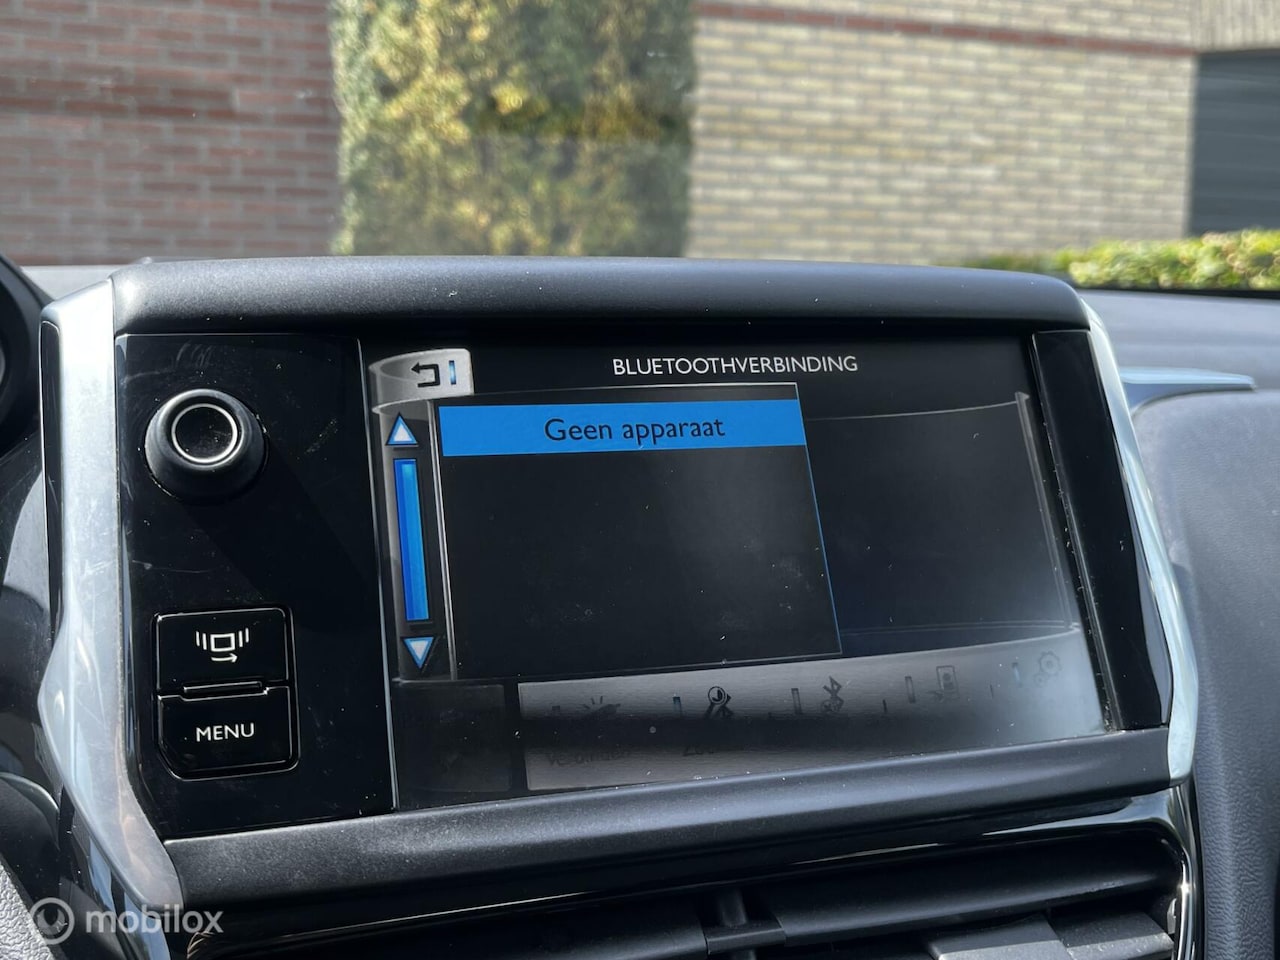 BLUETOOTHVERBINDING
Geen apparaat
MENU
mobilox